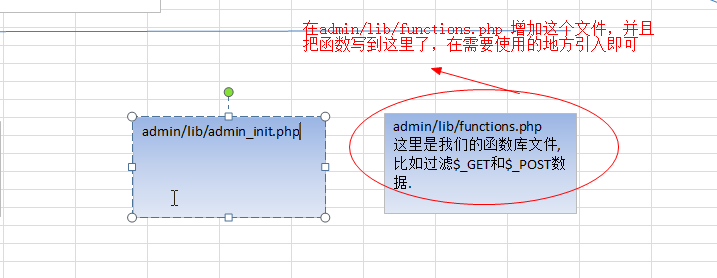 在admin/lib/functions.php 增加这个文件，并且
把函数写到这里了，在需要使用的地方引入即可
admin/lib/admin_init.php
admin/lib/functions.php
这里是我们的函数库文件,
比如过滤$_GET和$_POST数
据.